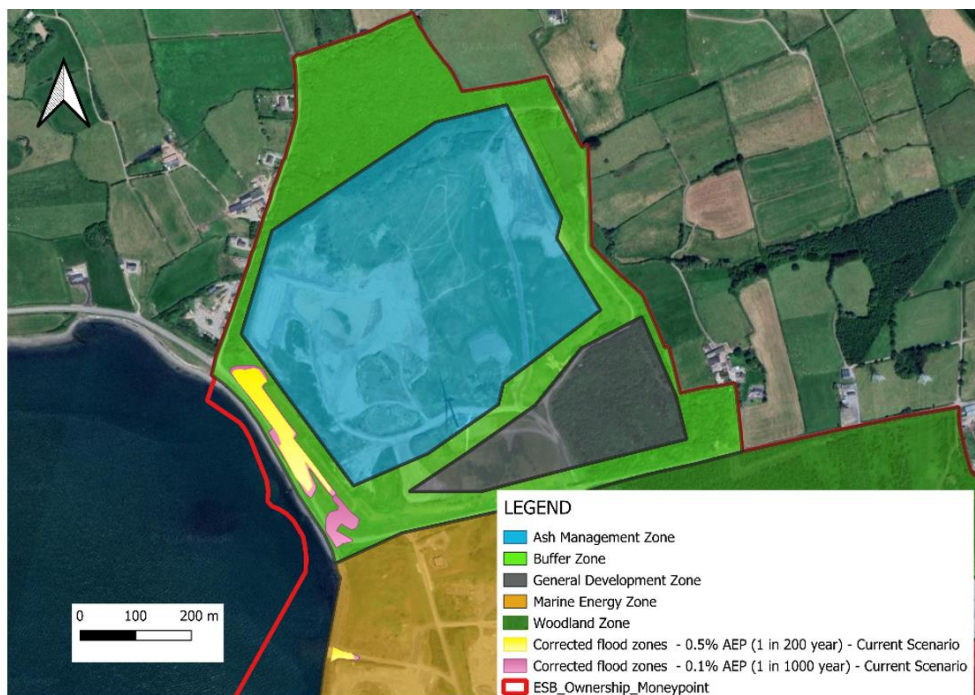 LEGEND
Ash Management Zone
Buffer Zone
General Development Zone
Marine Energy Zone
Woodland Zone
Corrected flood zones - 0.5% AEP (1 in 200 year) - Current Scenario
Corrected flood zones - 0.1% AEP (1 in 1000 year) - Current Scenario
ESB_Ownership_Moneypoint
0 100 200 m